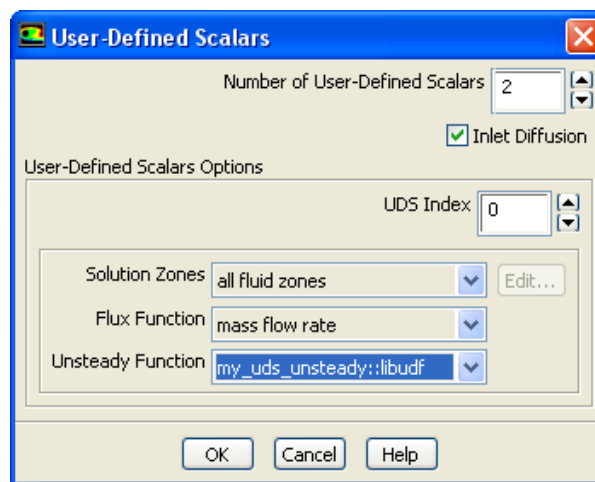 User-Defined Scalars
Number of User-Defined Scalars 2
Inlet Diffusion
User-Defined Scalars Options
UDS Index 0
Solution Zones all fluid zones Edit...
Flux Function mass flow rate
Unsteady Function my_uds_unsteady::libudf
OK Cancel Help